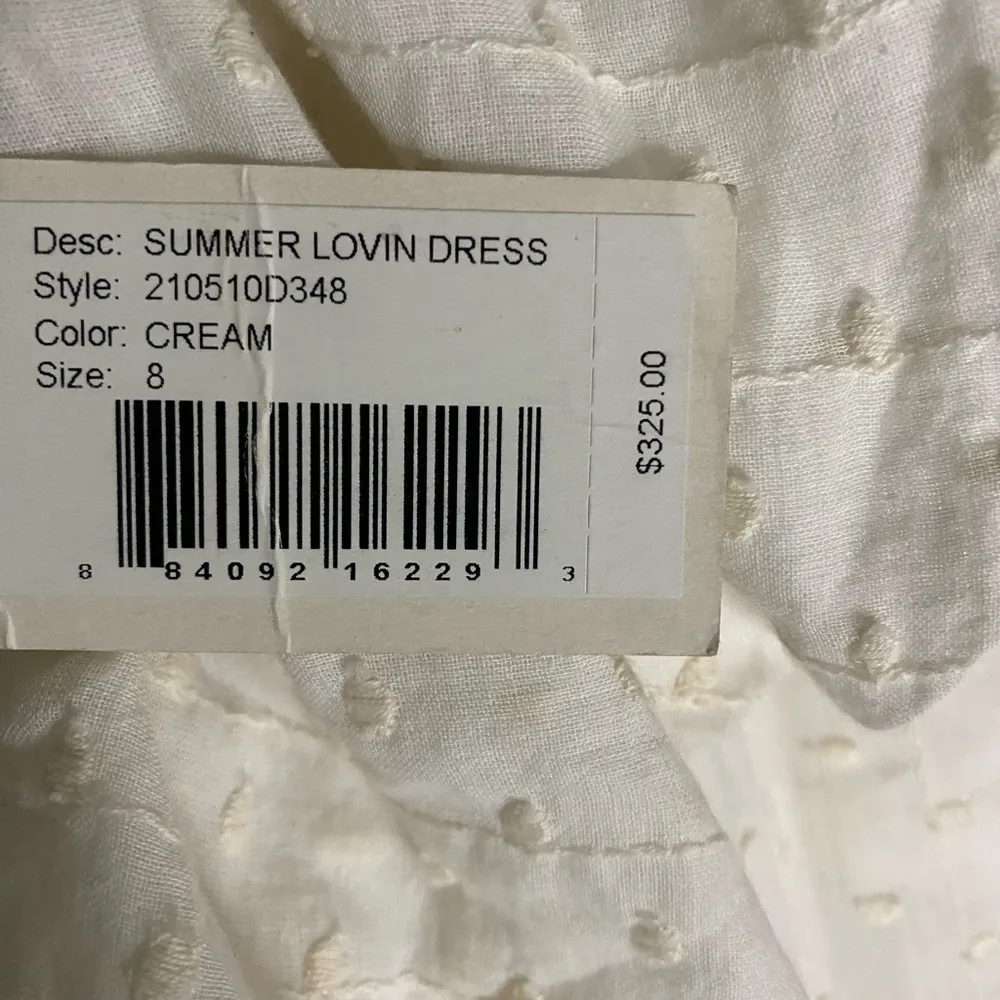 Desc: SUMMER LOVIN DRESS
Style: 210510D348
Color: CREAM
Size: 8
8 84092 16229 3
$325.00